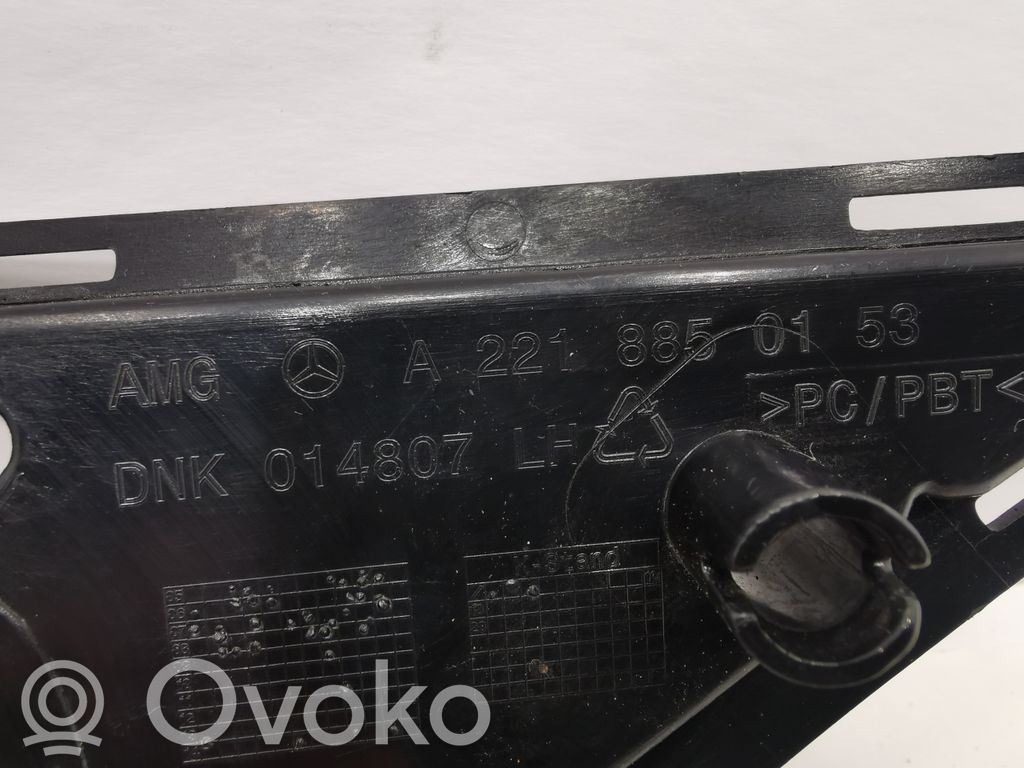 AMG A 221 885 01 53
>PC/PBT<
DNK 014807 LH
Ovoko